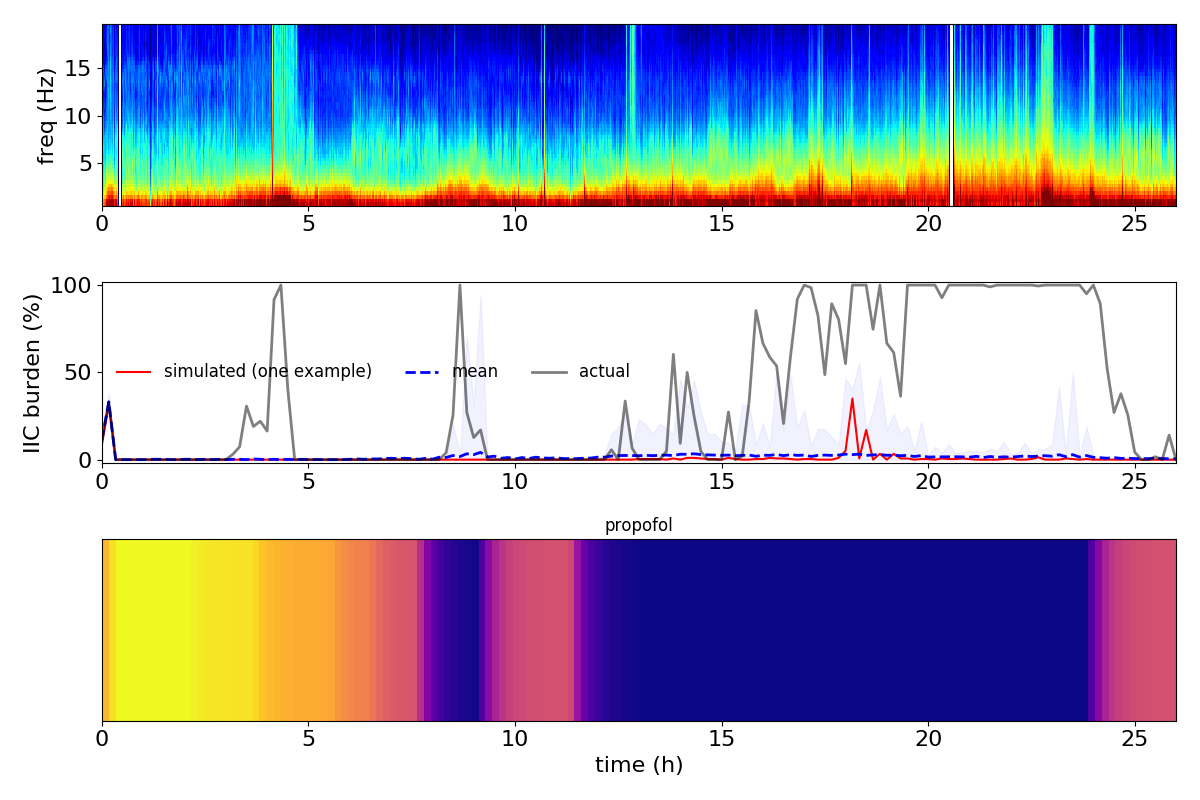 freq (Hz)
15
10
5
0 5 10 15 20 25
IIC burden (%)
100
50
0
simulated (one example) mean actual
0 5 10 15 20 25
propofol
0 5 10 15 20 25
time (h)